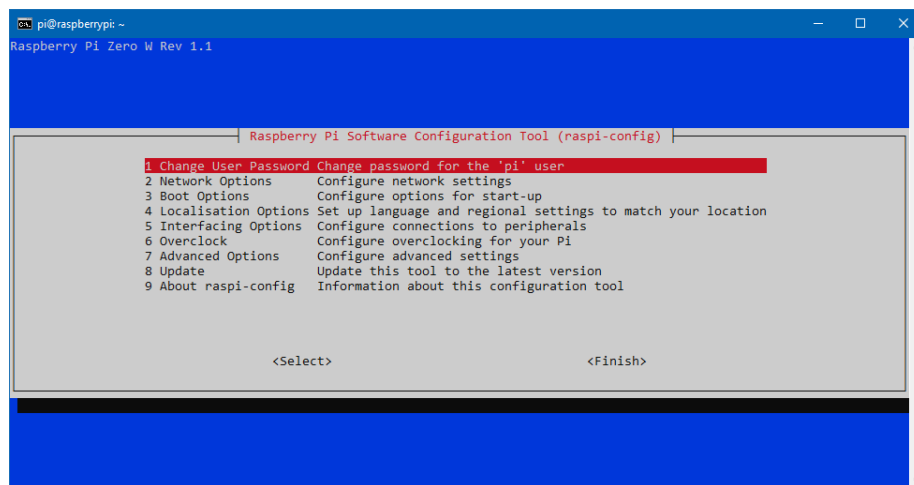 pi@raspberrypi: ~
Raspberry Pi Zero W Rev 1.1
Raspberry Pi Software Configuration Tool (raspi-config)
1 Change User Password Change password for the 'pi' user
2 Network Options Configure network settings
3 Boot Options Configure options for start-up
4 Localisation Options Set up language and regional settings to match your location
5 Interfacing Options Configure connections to peripherals
6 Overclock Configure overclocking for your Pi
7 Advanced Options Configure advanced settings
8 Update Update this tool to the latest version
9 About raspi-config Information about this configuration tool
<Select> <Finish>